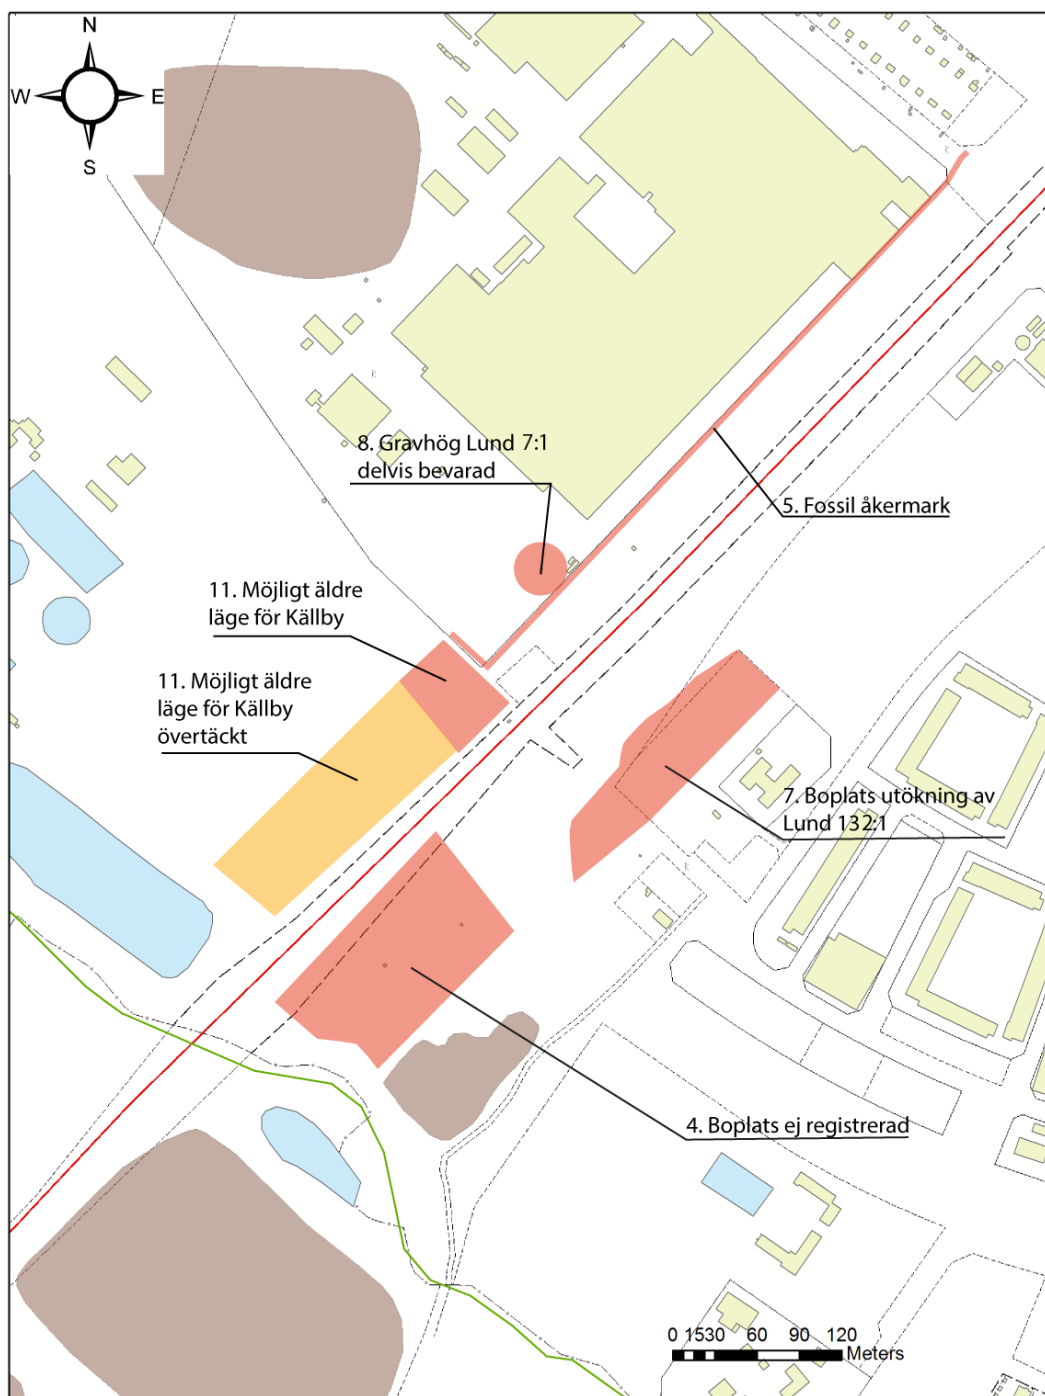 N
W
E
S
8. Gravhög Lund 7:1
delvis bevarad
5. Fossil åkermark
11. Möjligt äldre
läge för Källby
11. Möjligt äldre
läge för Källby
övertäckt
7. Boplats utökning av
Lund 132:1
4. Boplats ej registrerad
0 1530 60 90 120
Meters